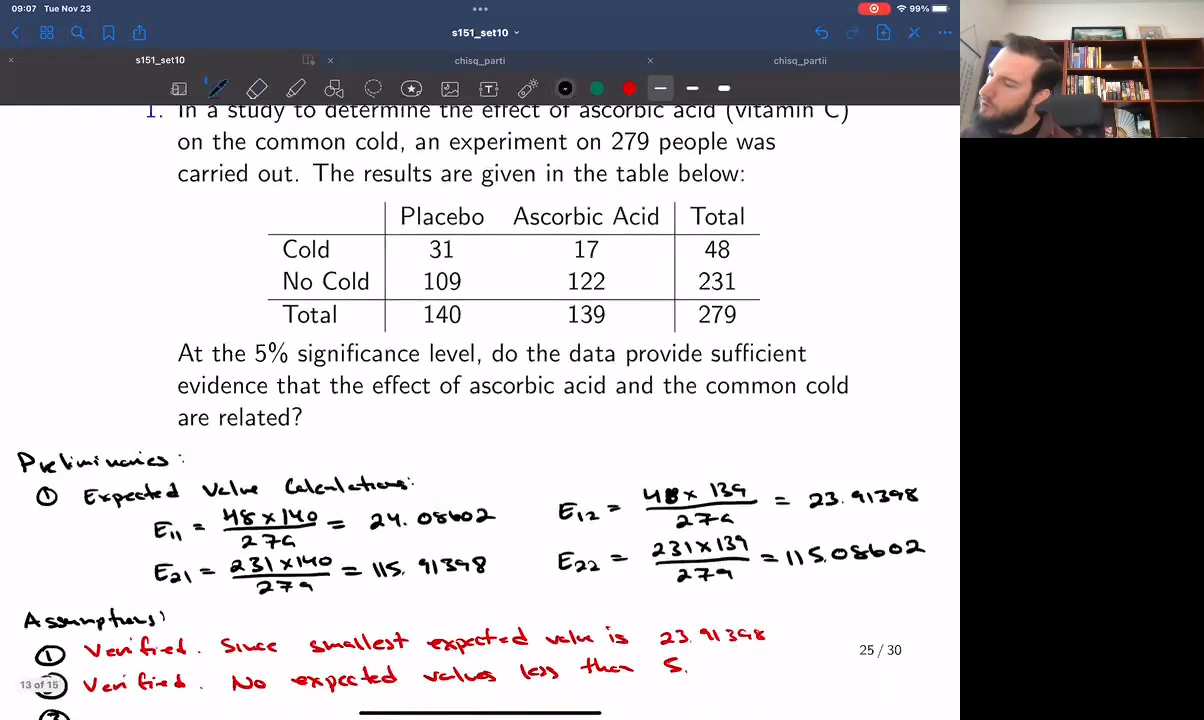 09:07 Tue Nov 23
99%
s151_set10
s151_set10 chisq_parti chisq_partii
1. In a study to determine the effect of ascorbic acid (vitamin C)
on the common cold, an experiment on 279 people was
carried out. The results are given in the table below:
Placebo Ascorbic Acid Total
Cold 31 17 48
No Cold 109 122 231
Total 140 139 279
At the 5% significance level, do the data provide sufficient
evidence that the effect of ascorbic acid and the common cold
are related?
Preliminaries:
① Expected Value Calculations:
E11 = 48 x 140 / 279 = 24.08602 E12 = 48 x 139 / 279 = 23.91398
E21 = 231 x 140 / 279 = 115.91398 E22 = 231 x 139 / 279 = 115.08602
Assumptions:
① Verified. Since smallest expected value is 23.91398
② Verified. No expected values less than 5.
25 / 30
13 of 15